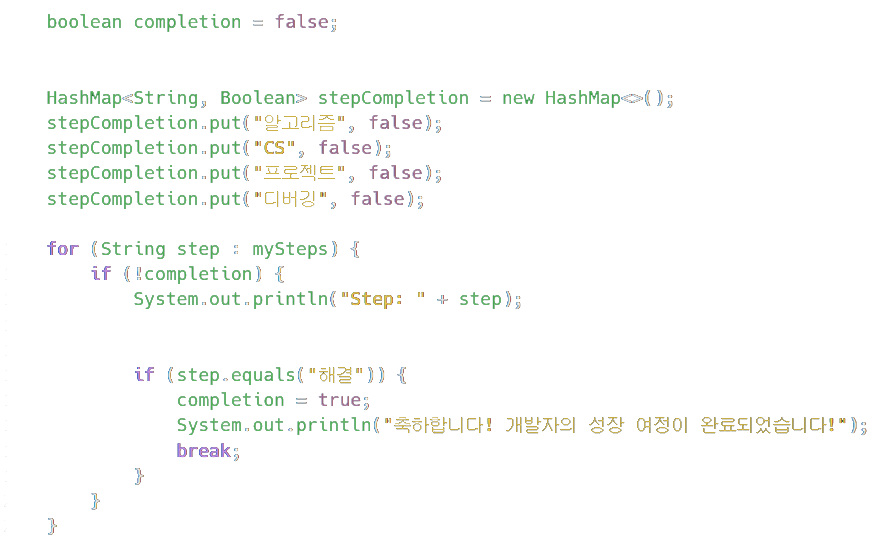 boolean completion = false;
HashMap<String, Boolean> stepCompletion = new HashMap<>();
stepCompletion.put("알고리즘", false);
stepCompletion.put("CS", false);
stepCompletion.put("프로젝트", false);
stepCompletion.put("디버깅", false);
for (String step : mySteps) {
if (!completion) {
System.out.println("Step: " + step);
if (step.equals("해결")) {
completion = true;
System.out.println("축하합니다! 개발자의 성장 여정이 완료되었습니다!");
break;
}
}
}